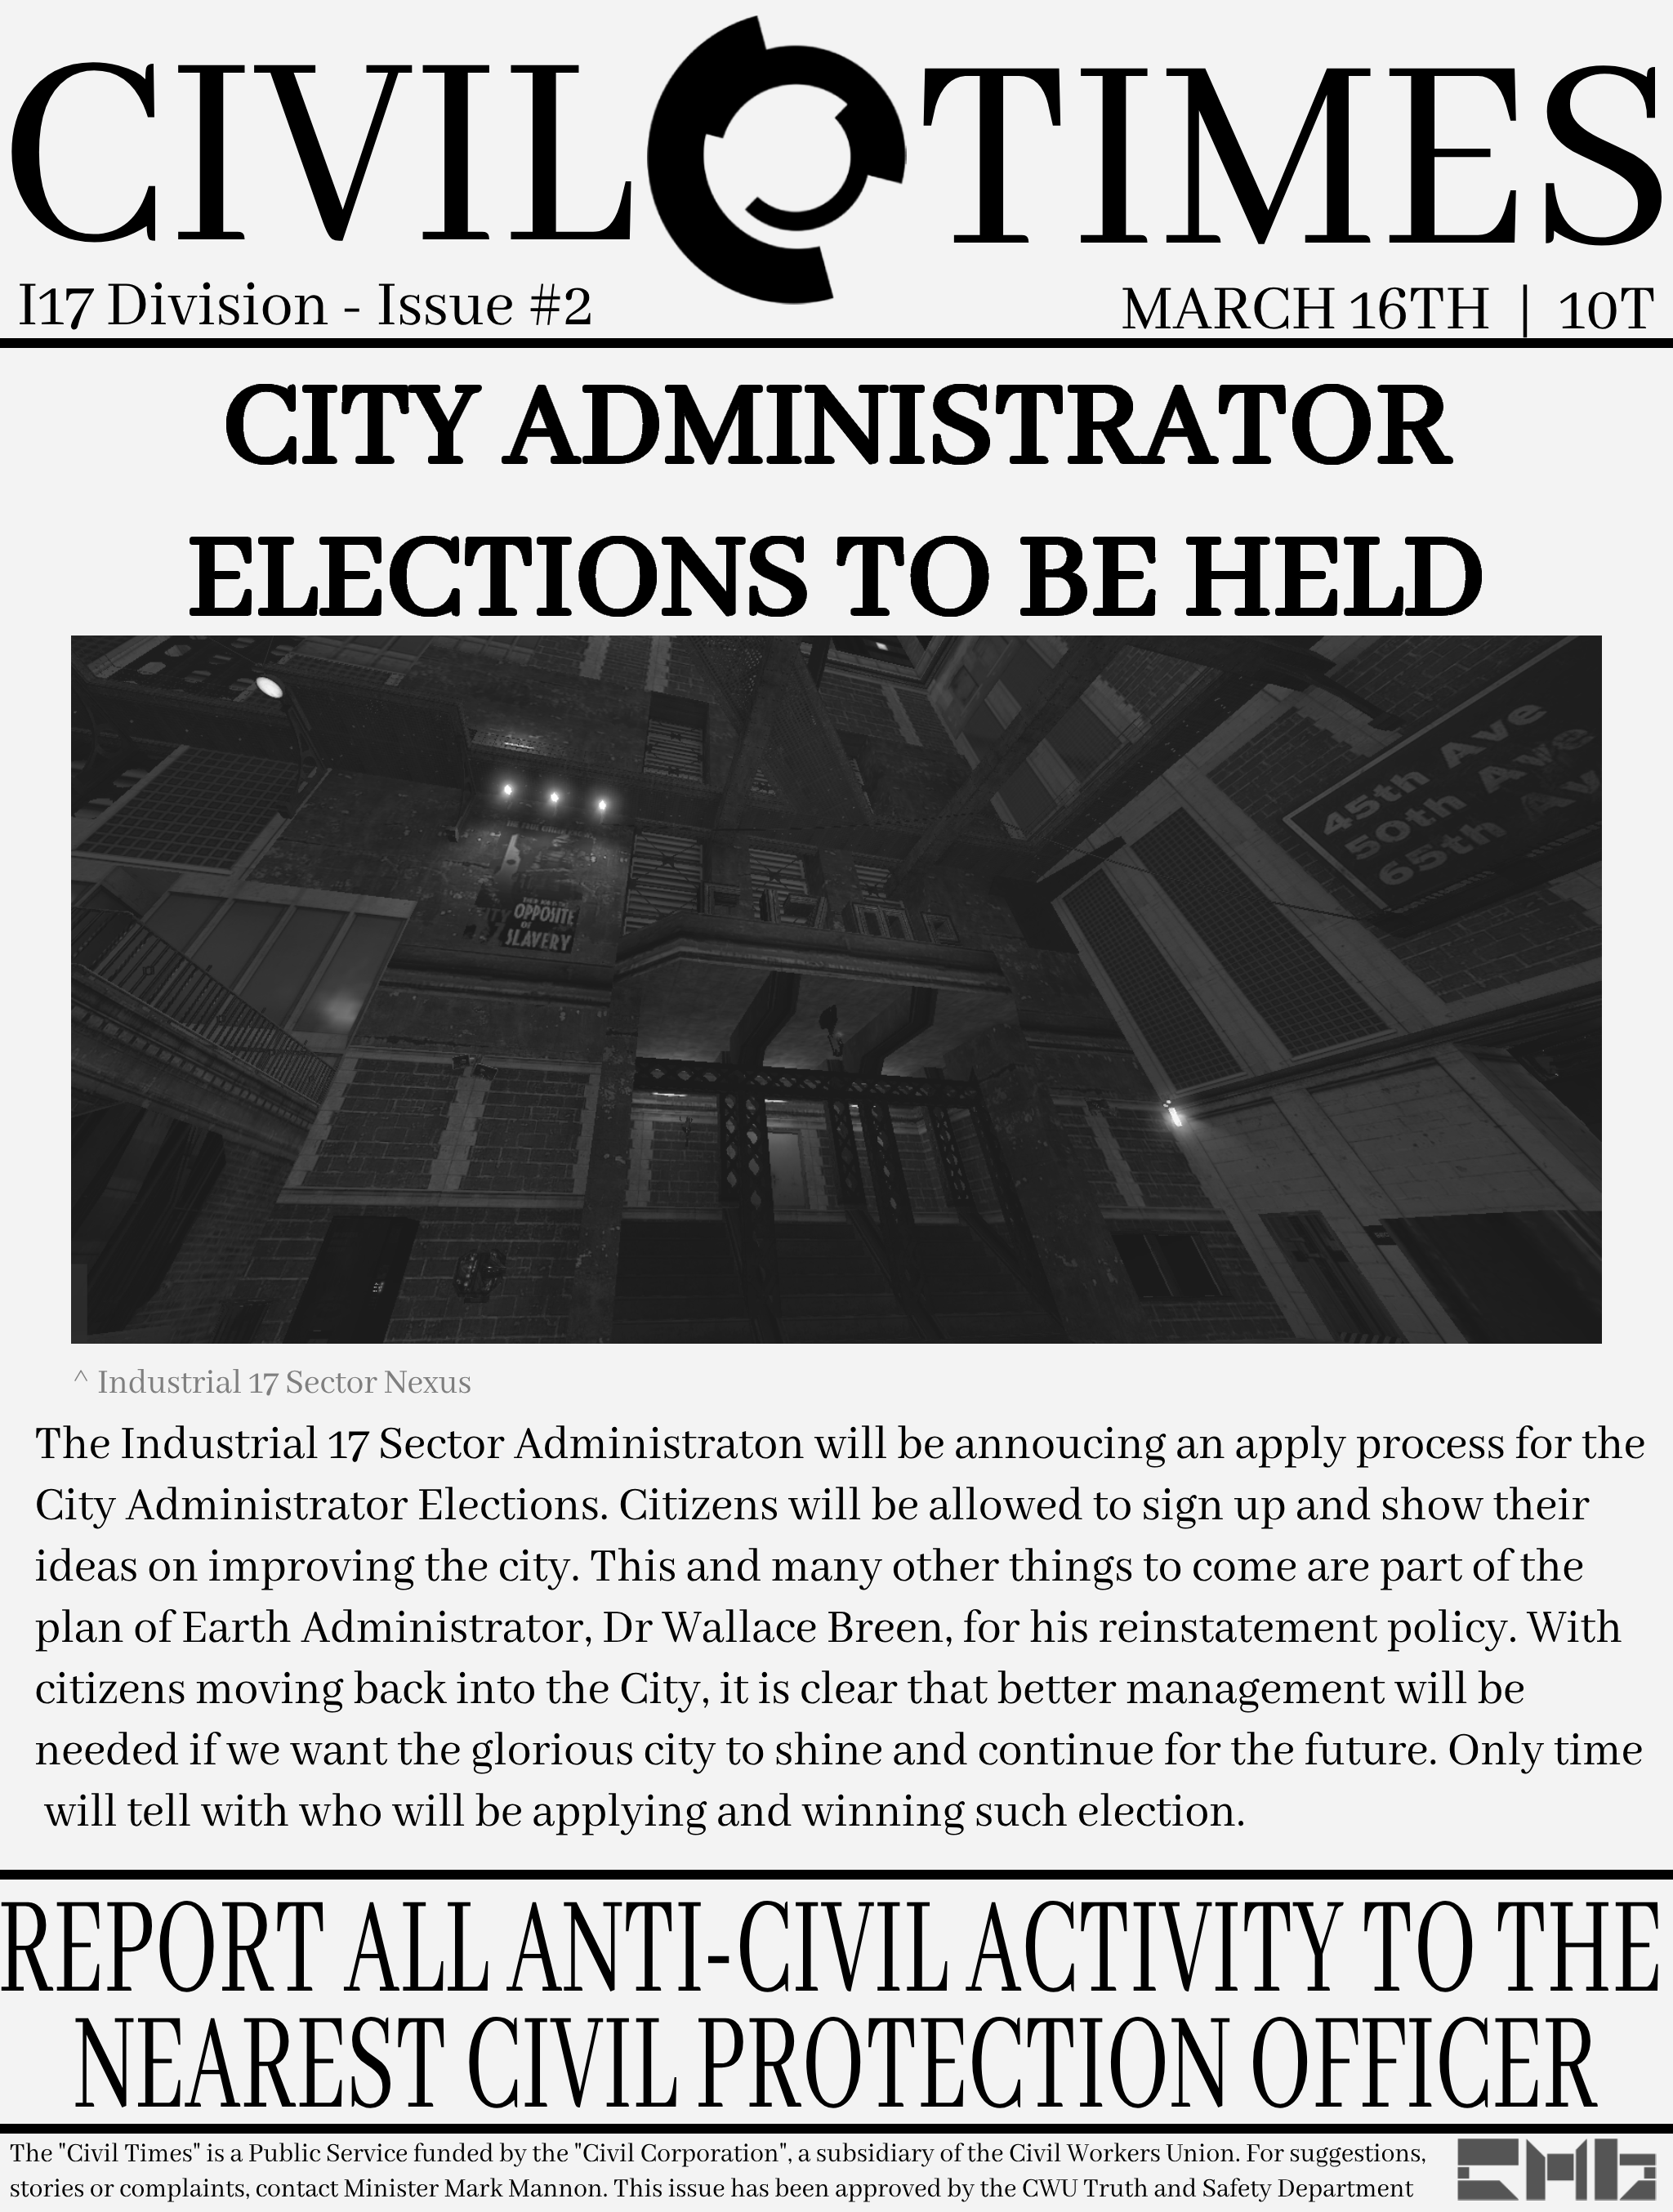 CIVIL TIMES
I17 Division - Issue #2
MARCH 16TH | 10T
CITY ADMINISTRATOR
ELECTIONS TO BE HELD
45th Ave
50th Ave
65th Av
OPPOSITE
OF
SLAVERY
^ Industrial 17 Sector Nexus
The Industrial 17 Sector Administraton will be annoucing an apply process for the
City Administrator Elections. Citizens will be allowed to sign up and show their
ideas on improving the city. This and many other things to come are part of the
plan of Earth Administrator, Dr Wallace Breen, for his reinstatement policy. With
citizens moving back into the City, it is clear that better management will be
needed if we want the glorious city to shine and continue for the future. Only time
will tell with who will be applying and winning such election.
REPORT ALL ANTI-CIVIL ACTIVITY TO THE
NEAREST CIVIL PROTECTION OFFICER
The "Civil Times" is a Public Service funded by the "Civil Corporation", a subsidiary of the Civil Workers Union. For suggestions,
stories or complaints, contact Minister Mark Mannon. This issue has been approved by the CWU Truth and Safety Department